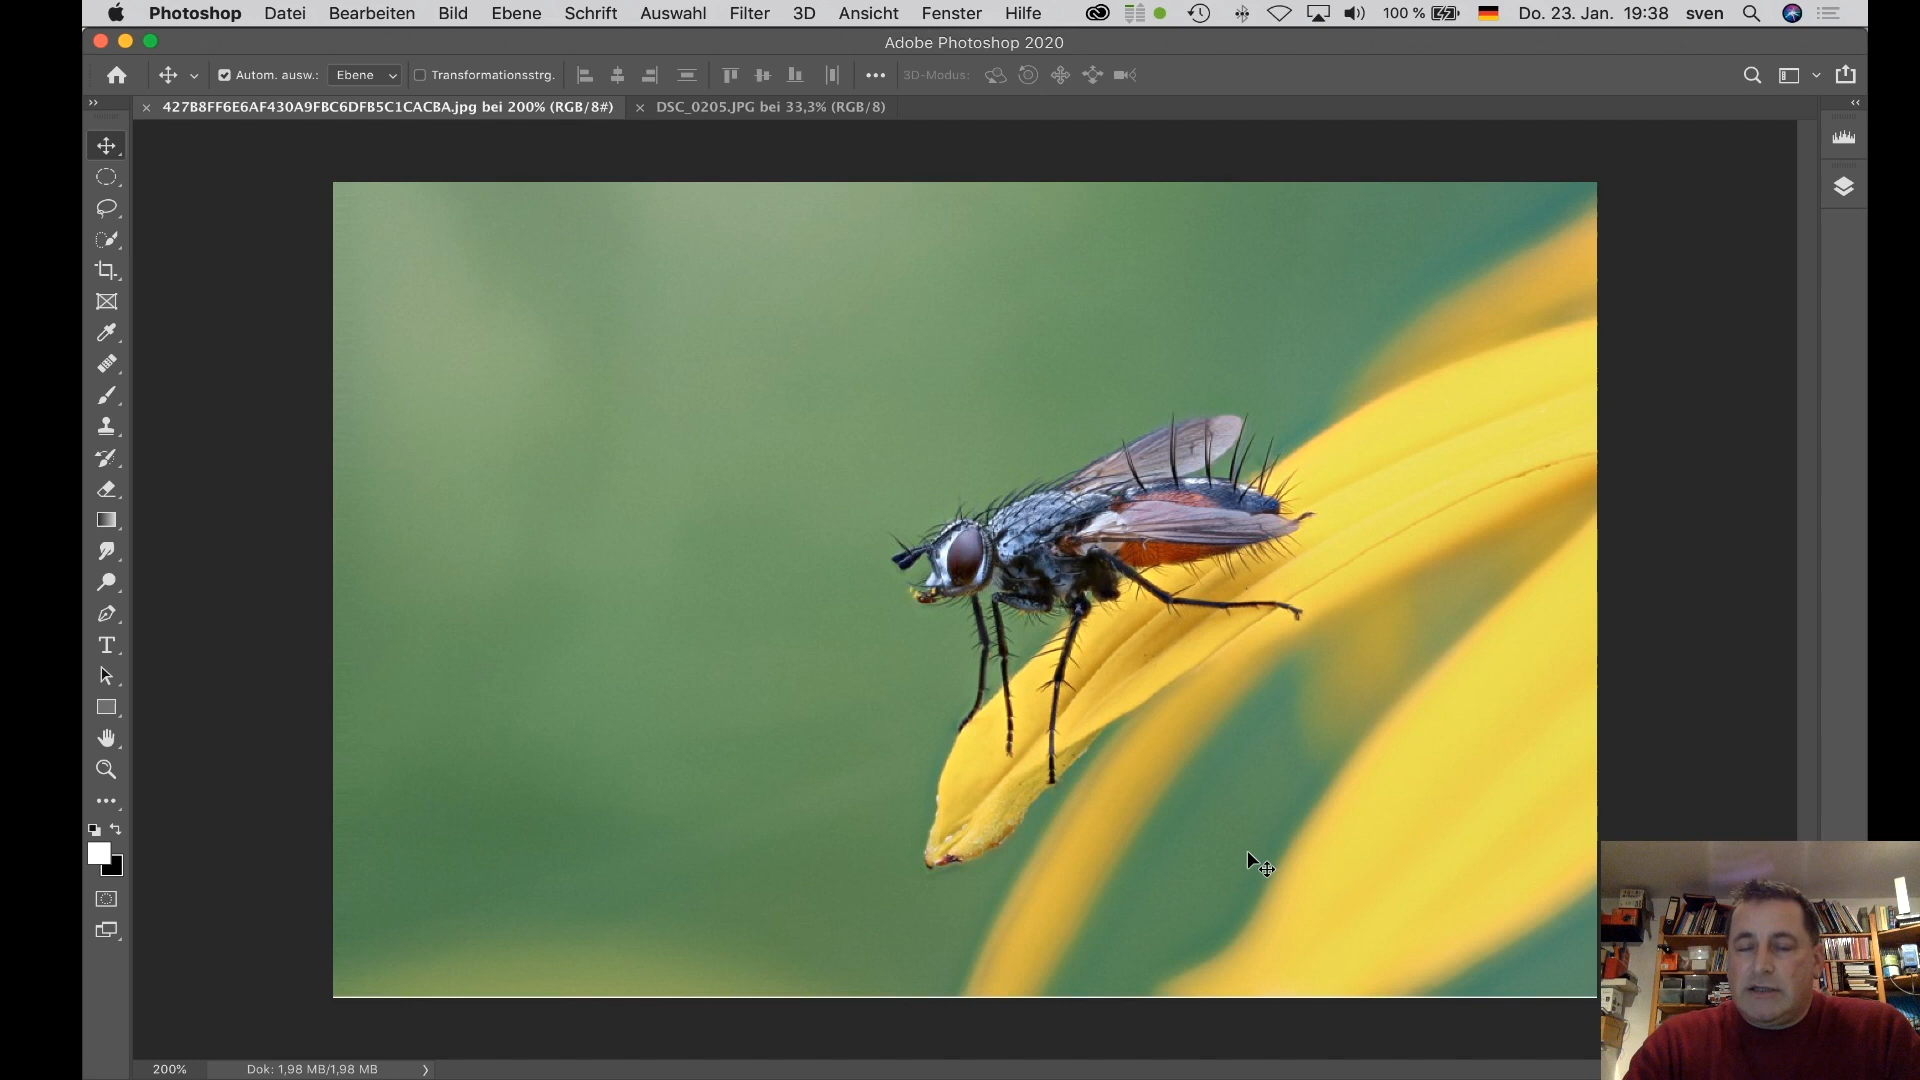 Photoshop Datei Bearbeiten Bild Ebene Schrift Auswahl Filter 3D Ansicht Fenster Hilfe 100 % Do. 23. Jan. 19:38 sven
Adobe Photoshop 2020
Autom. ausw.: Ebene Transformationsstrg. 3D-Modus:
427B8FF6E6AF430A9FBC6DFB5C1CACBA.jpg bei 200% (RGB/8#) DSC_0205.JPG bei 33,3% (RGB/8)
200% Dok: 1,98 MB/1,98 MB